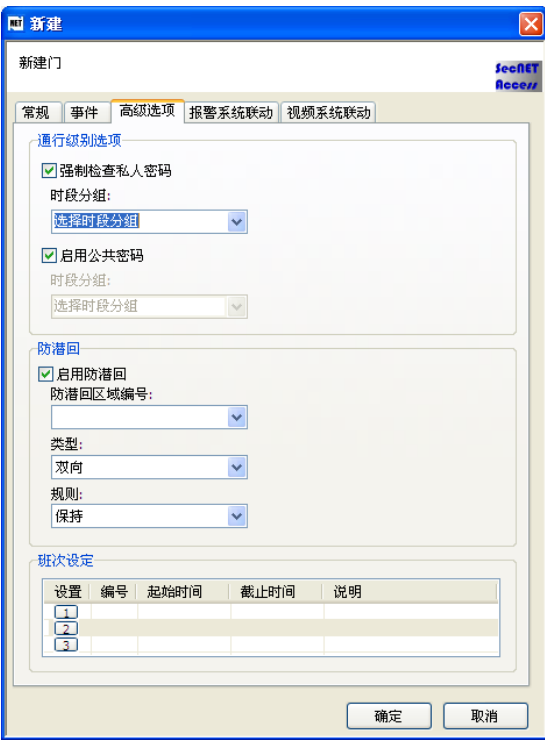 NET 新建
新建门
SecNET
Access
常规 事件 高级选项 报警系统联动 视频系统联动
通行级别选项
强制检查私人密码
时段分组:
选择时段分组
启用公共密码
时段分组:
选择时段分组
防潜回
启用防潜回
防潜回区域编号:
类型:
双向
规则:
保持
班次设定
设置 编号 起始时间 截止时间 说明
1
2
3
确定 取消